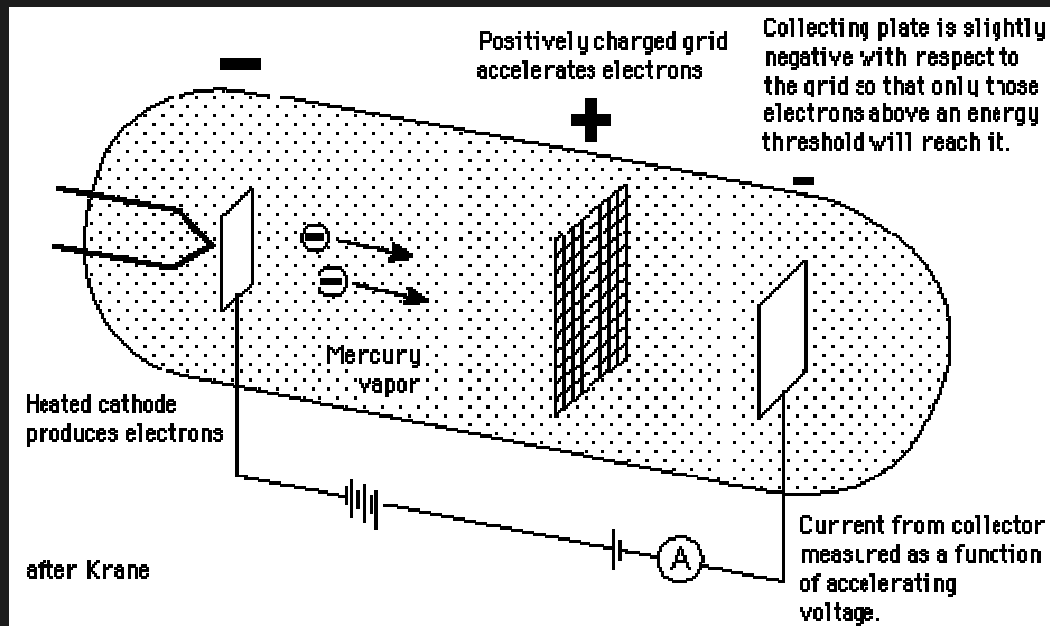 Positively charged grid
accelerates electrons
Collecting plate is slightly
negative with respect to
the grid so that only those
electrons above an energy
threshold will reach it.
Mercury
vapor
Heated cathode
produces electrons
A
Current from collector
measured as a function
of accelerating
voltage.
after Krane